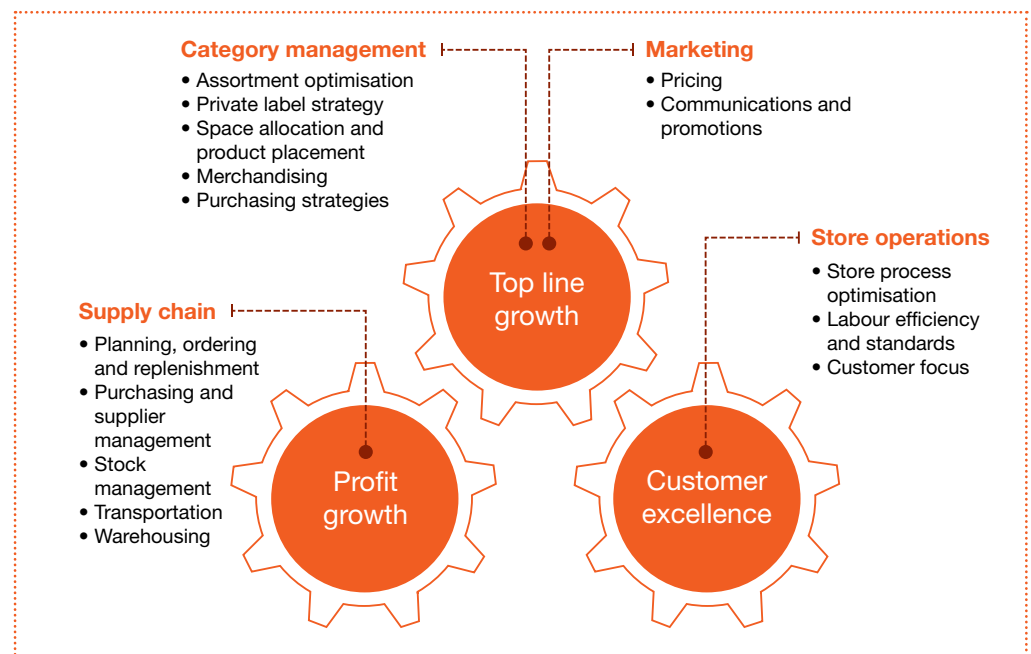 Category management
• Assortment optimisation
• Private label strategy
• Space allocation and
product placement
• Merchandising
• Purchasing strategies
Marketing
• Pricing
• Communications and
promotions
Top line
growth
Store operations
• Store process
optimisation
• Labour efficiency
and standards
• Customer focus
Supply chain
• Planning, ordering
and replenishment
• Purchasing and
supplier
management
• Stock
management
• Transportation
• Warehousing
Profit
growth
Customer
excellence